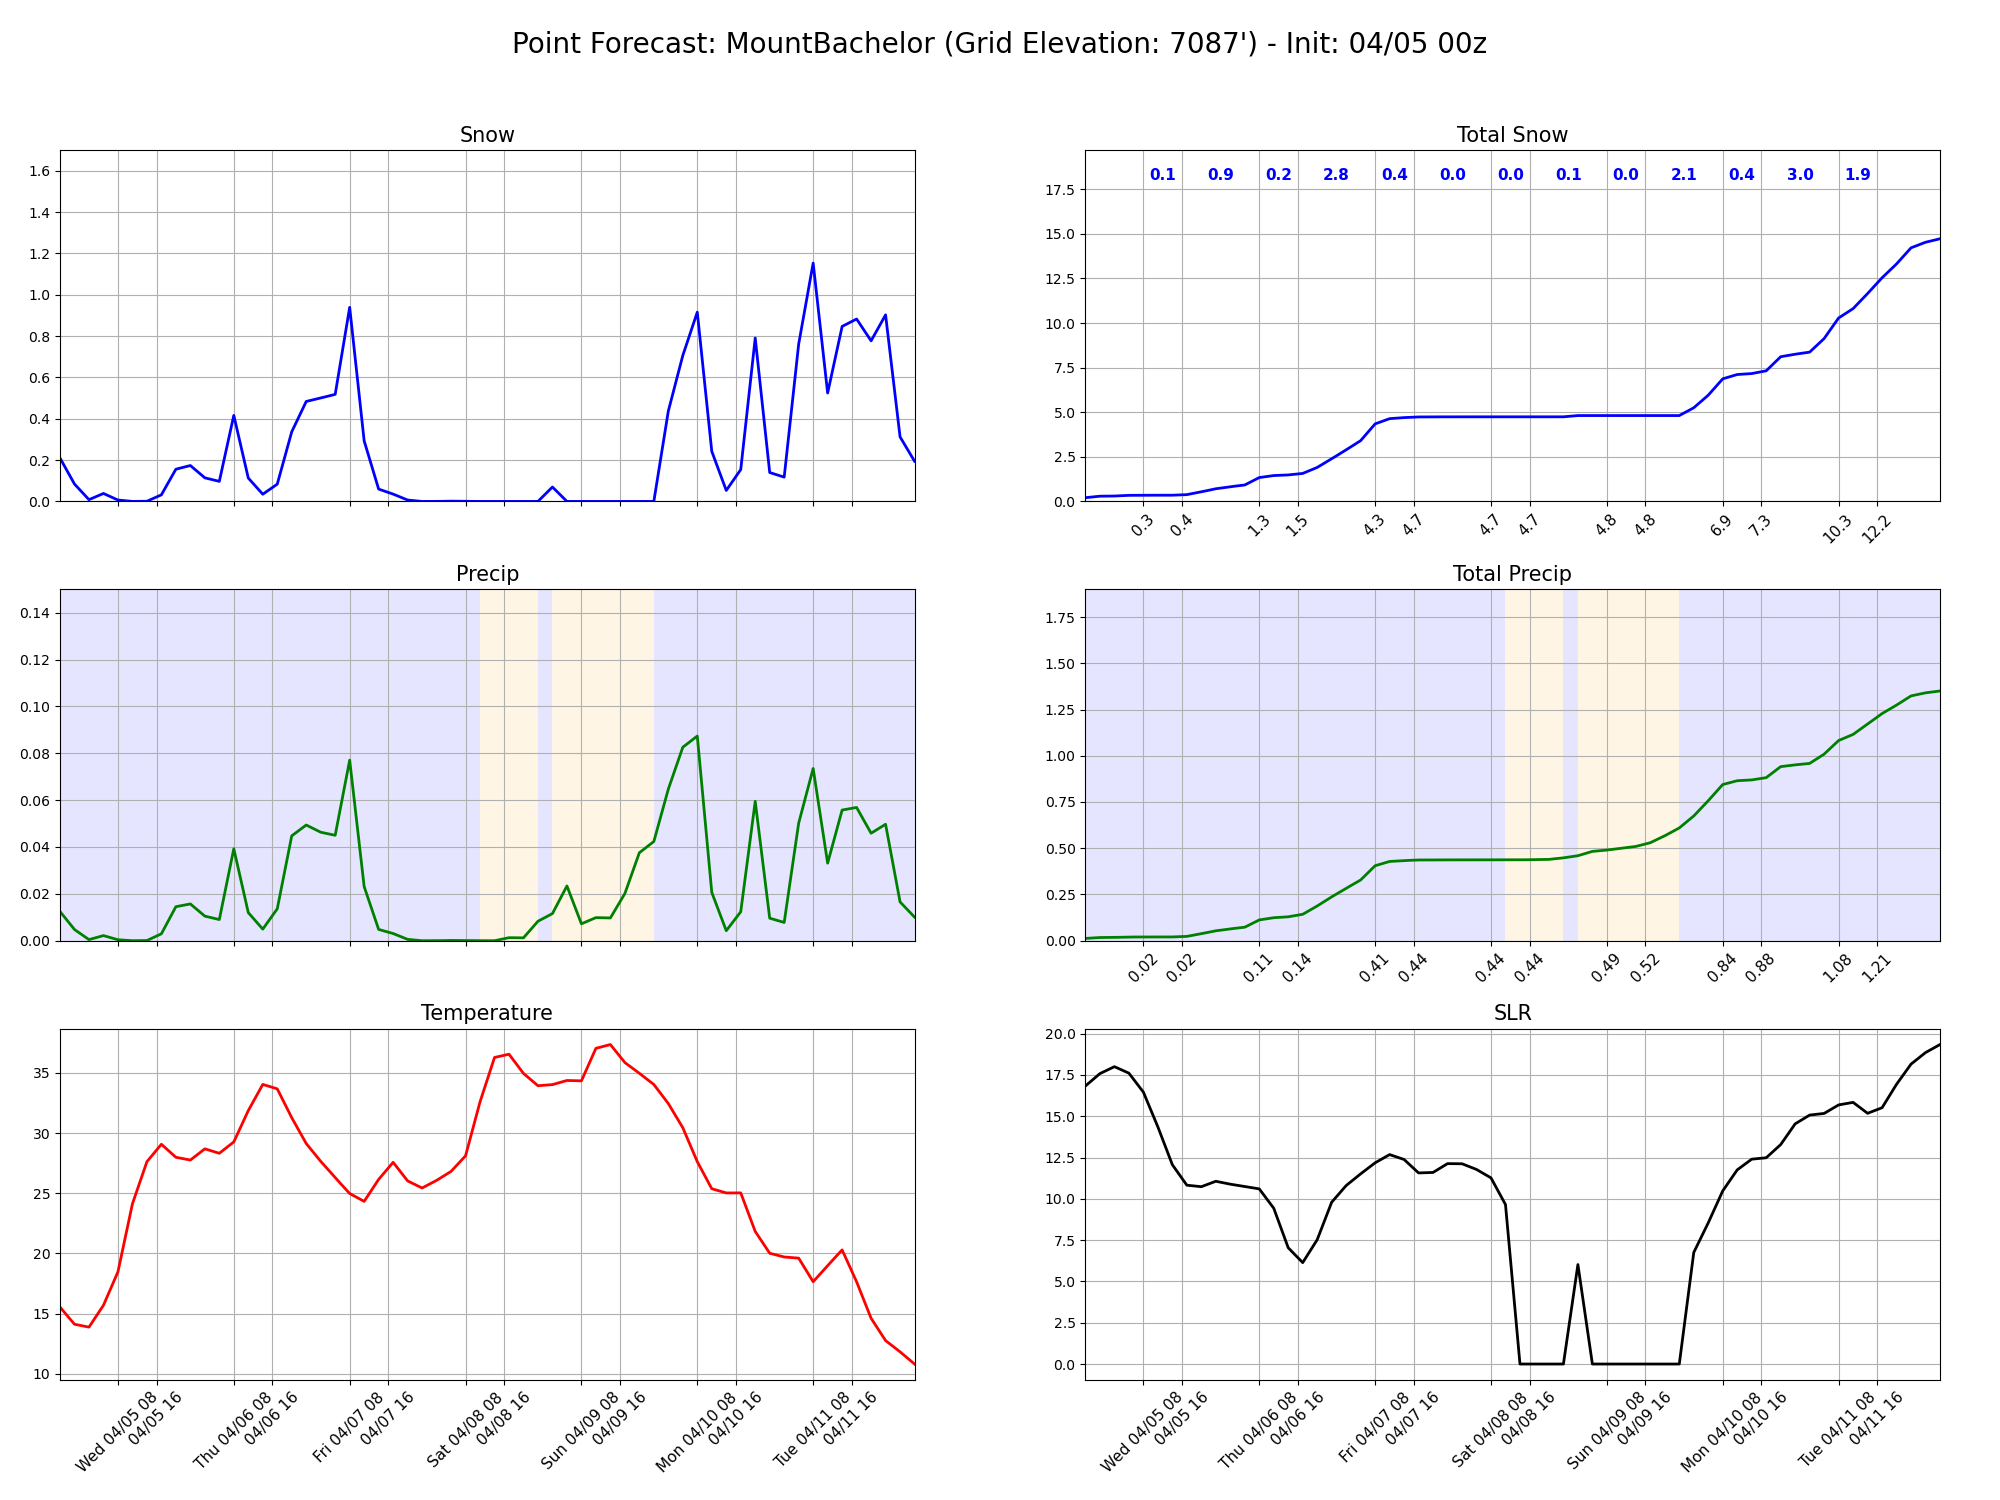 Point Forecast: MountBachelor (Grid Elevation: 7087') - Init: 04/05 00z
Snow
1.6
1.4
1.2
1.0
0.8
0.6
0.4
0.2
0.0
Total Snow
0.1 0.9 0.2 2.8 0.4 0.0 0.0 0.1 0.0 2.1 0.4 3.0 1.9
17.5
15.0
12.5
10.0
7.5
5.0
2.5
0.0
0.3 0.4 1.3 1.5 4.3 4.7 4.7 4.7 4.8 4.8 6.9 7.3 10.3 12.2
Precip
0.14
0.12
0.10
0.08
0.06
0.04
0.02
0.00
Total Precip
1.75
1.50
1.25
1.00
0.75
0.50
0.25
0.00
0.02 0.02 0.11 0.14 0.41 0.44 0.44 0.44 0.49 0.52 0.84 0.88 1.08 1.21
Temperature
35
30
25
20
15
10
Wed 04/05 08
04/05 16
Thu 04/06 08
04/06 16
Fri 04/07 08
04/07 16
Sat 04/08 08
04/08 16
Sun 04/09 08
04/09 16
Mon 04/10 08
04/10 16
Tue 04/11 08
04/11 16
SLR
20.0
17.5
15.0
12.5
10.0
7.5
5.0
2.5
0.0
Wed 04/05 08
04/05 16
Thu 04/06 08
04/06 16
Fri 04/07 08
04/07 16
Sat 04/08 08
04/08 16
Sun 04/09 08
04/09 16
Mon 04/10 08
04/10 16
Tue 04/11 08
04/11 16